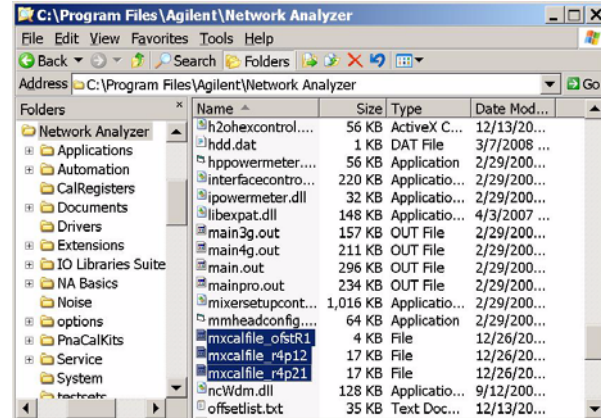 C:\Program Files\Agilent\Network Analyzer
File Edit View Favorites Tools Help
Back Search Folders
Address C:\Program Files\Agilent\Network Analyzer Go
Folders ×
Network Analyzer
Applications
Automation
CalRegisters
Documents
Drivers
Extensions
IO Libraries Suite
NA Basics
Noise
options
PnaCalKits
Service
System
testsets
Name Size Type Date Mod...
h2ohexcontrol.... 56 KB ActiveX C... 12/13/20...
hdd.dat 1 KB DAT File 3/7/2008 ...
hppowermeter.... 56 KB Application 2/29/200...
interfacecontro... 220 KB Applicatio... 2/29/200...
ipowermeter.dll 32 KB Applicatio... 2/29/200...
libexpat.dll 148 KB Applicatio... 4/3/2007 ...
main3g.out 157 KB OUT File 2/29/200...
main4g.out 211 KB OUT File 2/29/200...
main.out 296 KB OUT File 2/29/200...
mainpro.out 234 KB OUT File 2/29/200...
mixersetupcont... 1,016 KB Applicatio... 2/29/200...
mmheadconfig.... 64 KB Application 2/29/200...
mxcalfile_ofstR1 4 KB File 12/26/20...
mxcalfile_r4p12 17 KB File 12/26/20...
mxcalfile_r4p21 17 KB File 12/26/20...
ncWdm.dll 128 KB Applicatio... 9/12/200...
offsetlist.txt 35 KB Text Doc... 12/13/20...